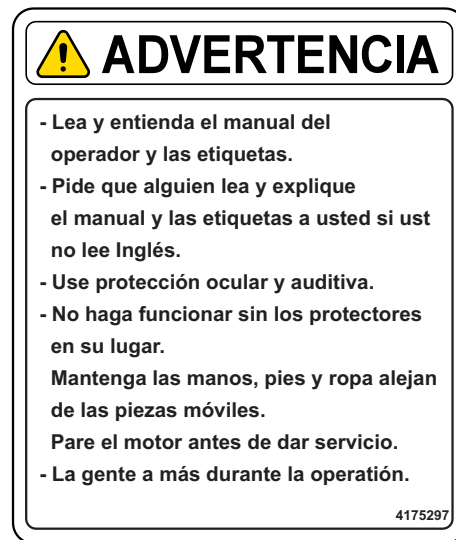 ADVERTENCIA
- Lea y entienda el manual del
operador y las etiquetas.
- Pide que alguien lea y explique
el manual y las etiquetas a usted si ust
no lee Inglés.
- Use protección ocular y auditiva.
- No haga funcionar sin los protectores
en su lugar.
Mantenga las manos, pies y ropa alejan
de las piezas móviles.
Pare el motor antes de dar servicio.
- La gente a más durante la operatión.
4175297